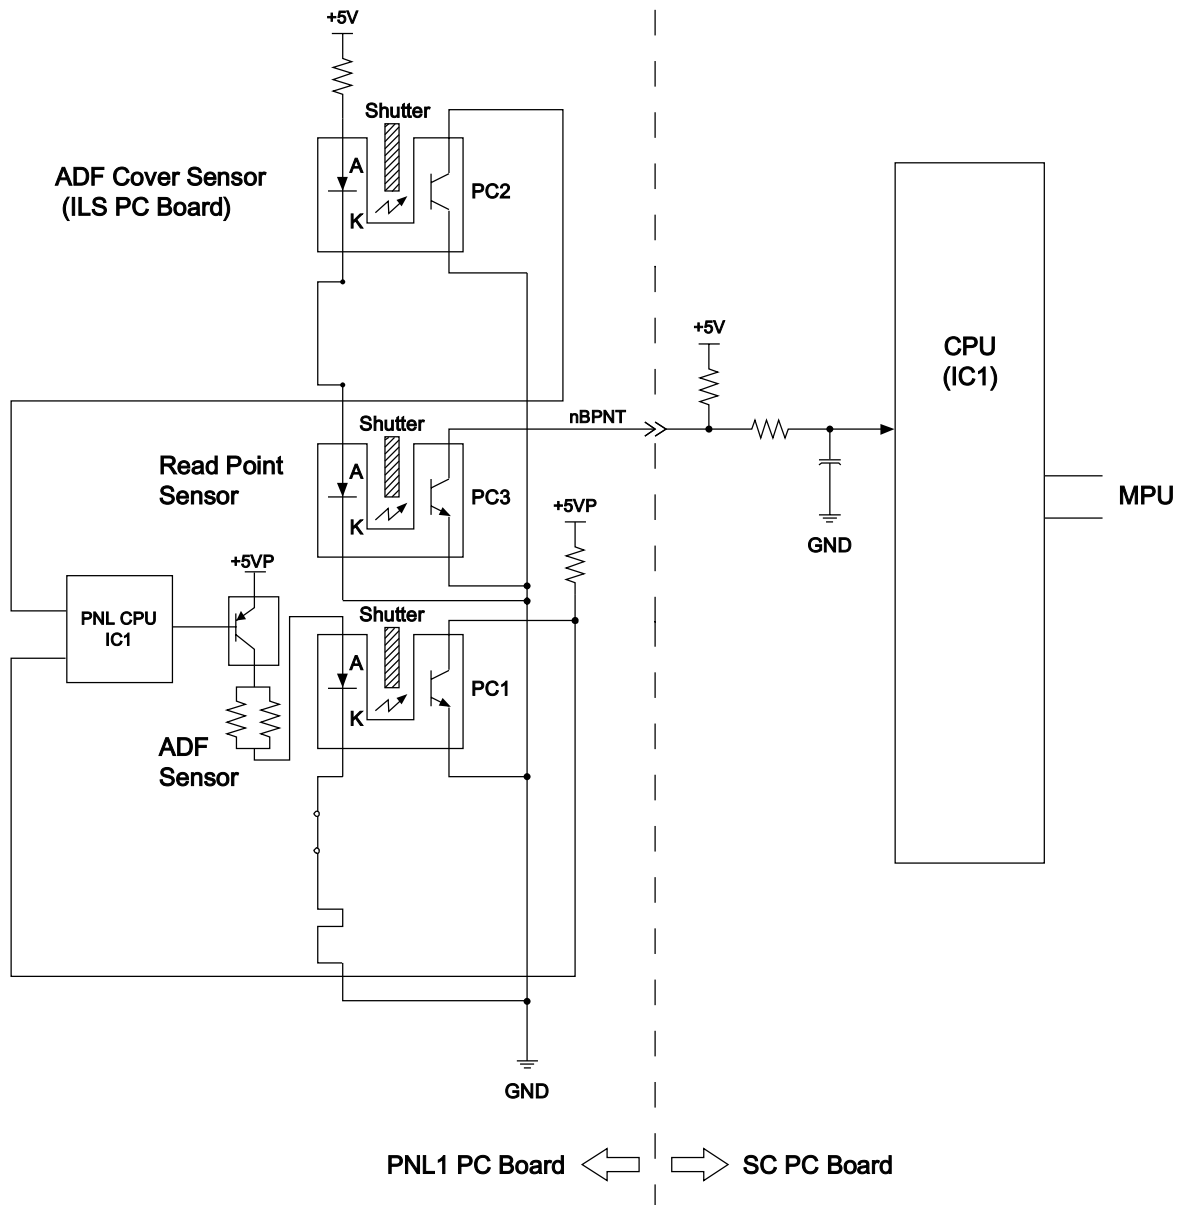 +5V
Shutter
ADF Cover Sensor
(ILS PC Board)
A
K
PC2
+5V
CPU
(IC1)
nBPNT
Shutter
Read Point
Sensor
A
K
PC3
+5VP
MPU
GND
+5VP
PNL CPU
IC1
Shutter
A
K
PC1
ADF
Sensor
GND
PNL1 PC Board
SC PC Board